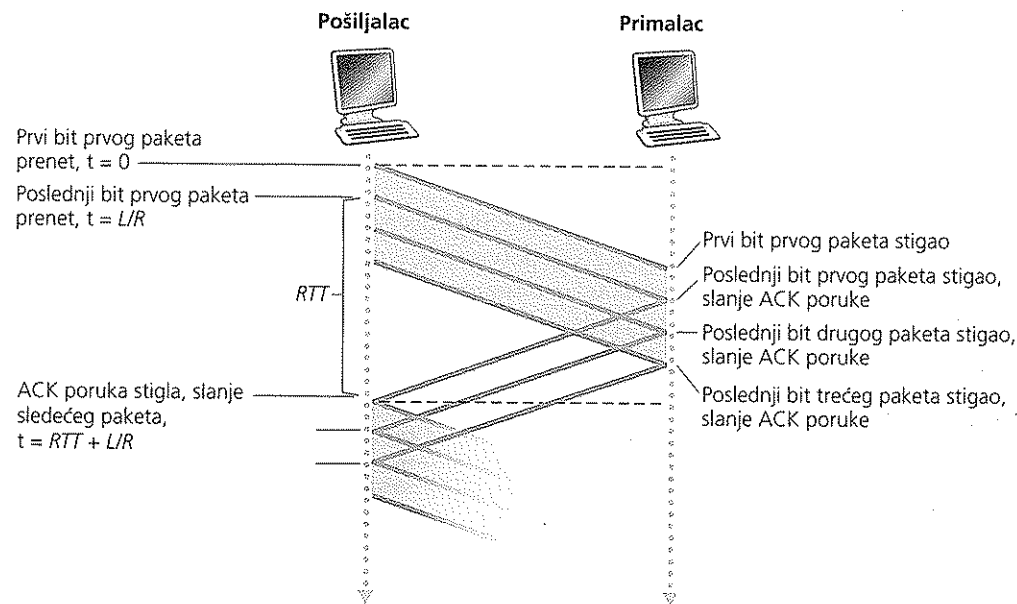 Pošiljalac
Primalac
Prvi bit prvog paketa
prenet, t = 0
Poslednji bit prvog paketa
prenet, t = L/R
RTT
ACK poruka stigla, slanje
sledećeg paketa,
t = RTT + L/R
Prvi bit prvog paketa stigao
Poslednji bit prvog paketa stigao,
slanje ACK poruke
Poslednji bit drugog paketa stigao,
slanje ACK poruke
Poslednji bit trećeg paketa stigao,
slanje ACK poruke